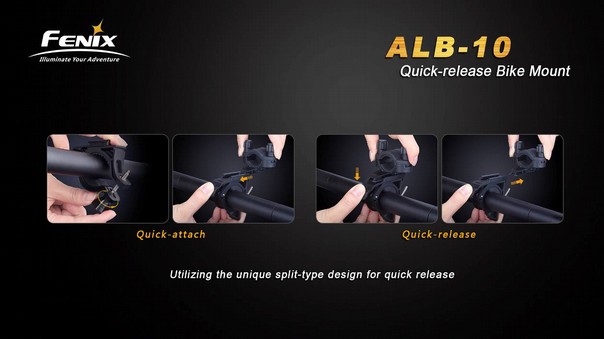 FENIX
Illuminate Your Adventure
ALB-10
Quick-release Bike Mount
Quick-attach
Quick-release
Utilizing the unique split-type design for quick release